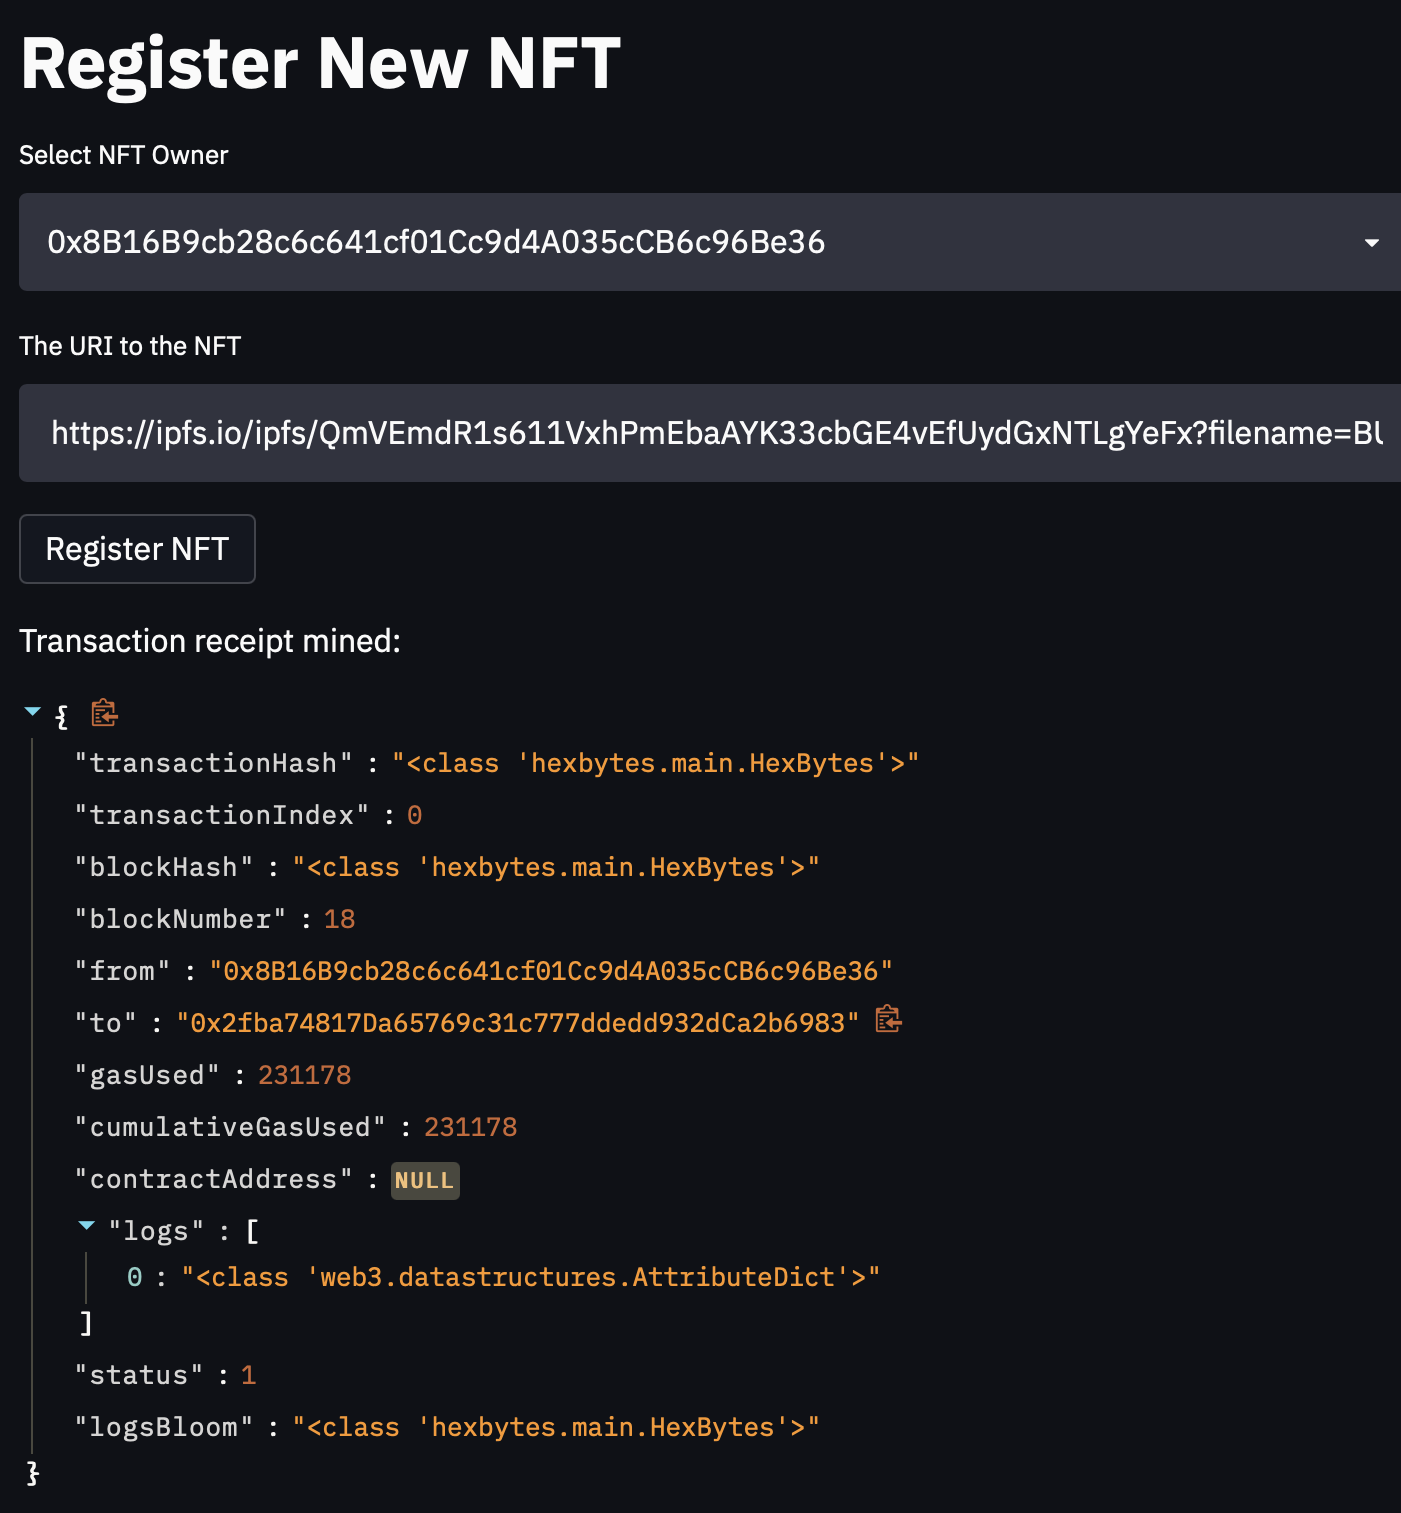 Register New NFT
Select NFT Owner
0x8B16B9cb28c6c641cf01Cc9d4A035cCB6c96Be36
The URI to the NFT
https://ipfs.io/ipfs/QmVEmdR1s611VxhPmEbaAYK33cbGE4vEfUydGxNTLgYeFx?filename=BU
Register NFT
Transaction receipt mined:
{
"transactionHash" : "<class 'hexbytes.main.HexBytes'>"
"transactionIndex" : 0
"blockHash" : "<class 'hexbytes.main.HexBytes'>"
"blockNumber" : 18
"from" : "0x8B16B9cb28c6c641cf01Cc9d4A035cCB6c96Be36"
"to" : "0x2fba74817Da65769c31c777ddedd932dCa2b6983"
"gasUsed" : 231178
"cumulativeGasUsed" : 231178
"contractAddress" : NULL
"logs" : [
0 : "<class 'web3.datastructures.AttributeDict'>"
]
"status" : 1
"logsBloom" : "<class 'hexbytes.main.HexBytes'>"
}